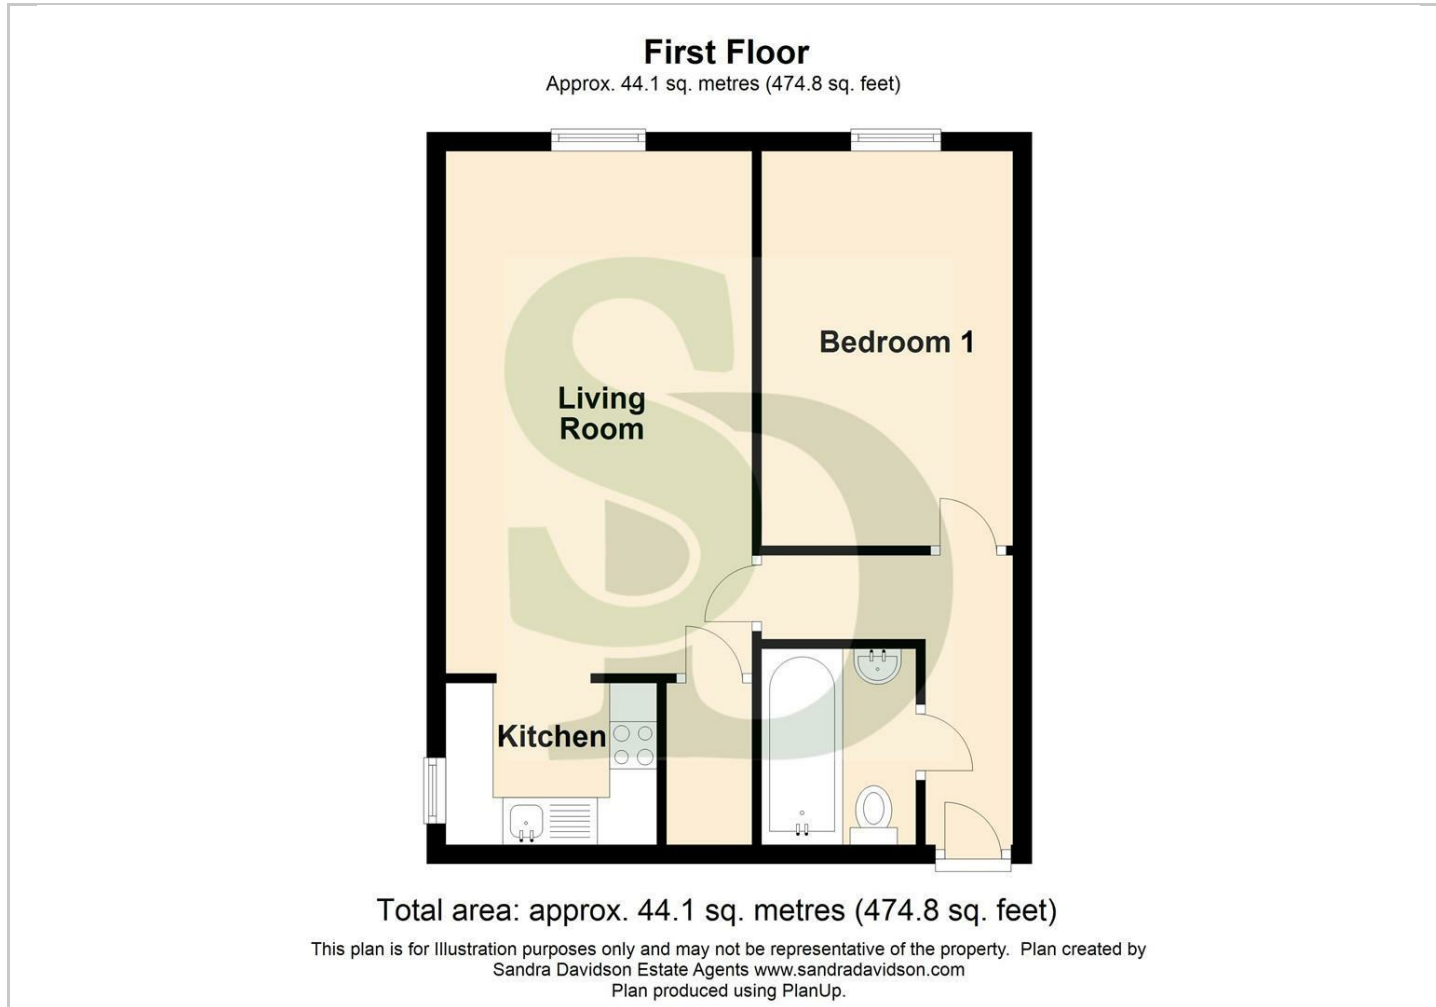 First Floor
Approx. 44.1 sq. metres (474.8 sq. feet)
Bedroom 1
Living
Room
Kitchen
SD
Total area: approx. 44.1 sq. metres (474.8 sq. feet)
This plan is for Illustration purposes only and may not be representative of the property. Plan created by
Sandra Davidson Estate Agents www.sandradavidson.com
Plan produced using PlanUp.